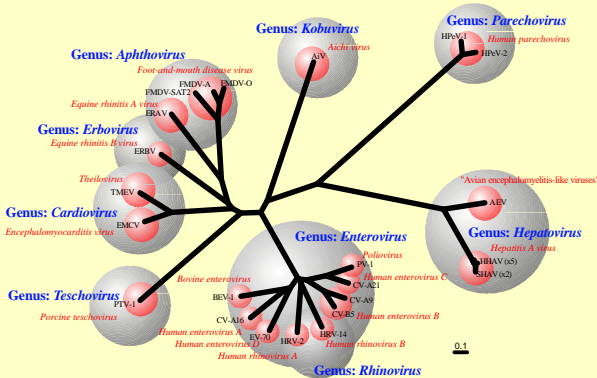 Genus: Parechovirus
Genus: Kobuvirus
HPeV-1
Human parechovirus
Aichi virus
HPeV-2
Genus: Aphthovirus
AiV
Foot-and-mouth disease virus
FMDV-A
FMDV-O
FMDV-SAT2
Equine rhinitis A virus
ERAV
Genus: Erbovirus
Equine rhinitis B virus
ERBV
Theilovirus
"Avian encephalomyelitis-like viruses"
TMEV
AEV
Genus: Cardiovirus
EMCV
Encephalomyocarditis virus
Genus: Hepatovirus
Genus: Enterovirus
Hepatitis A virus
Poliovirus
HHAV (x5)
PV-1
SHAV (x2)
Bovine enterovirus
Human enterovirus C
CV-A21
Genus: Teschovirus
BEV-1
CV-A9
PTV-1
Porcine teschovirus
CV-A16
CV-B5
Human enterovirus B
Human enterovirus A
EV-70
HRV-2
HRV-14
Human enterovirus D
Human rhinovirus B
Human rhinovirus A
0.1
Genus: Rhinovirus